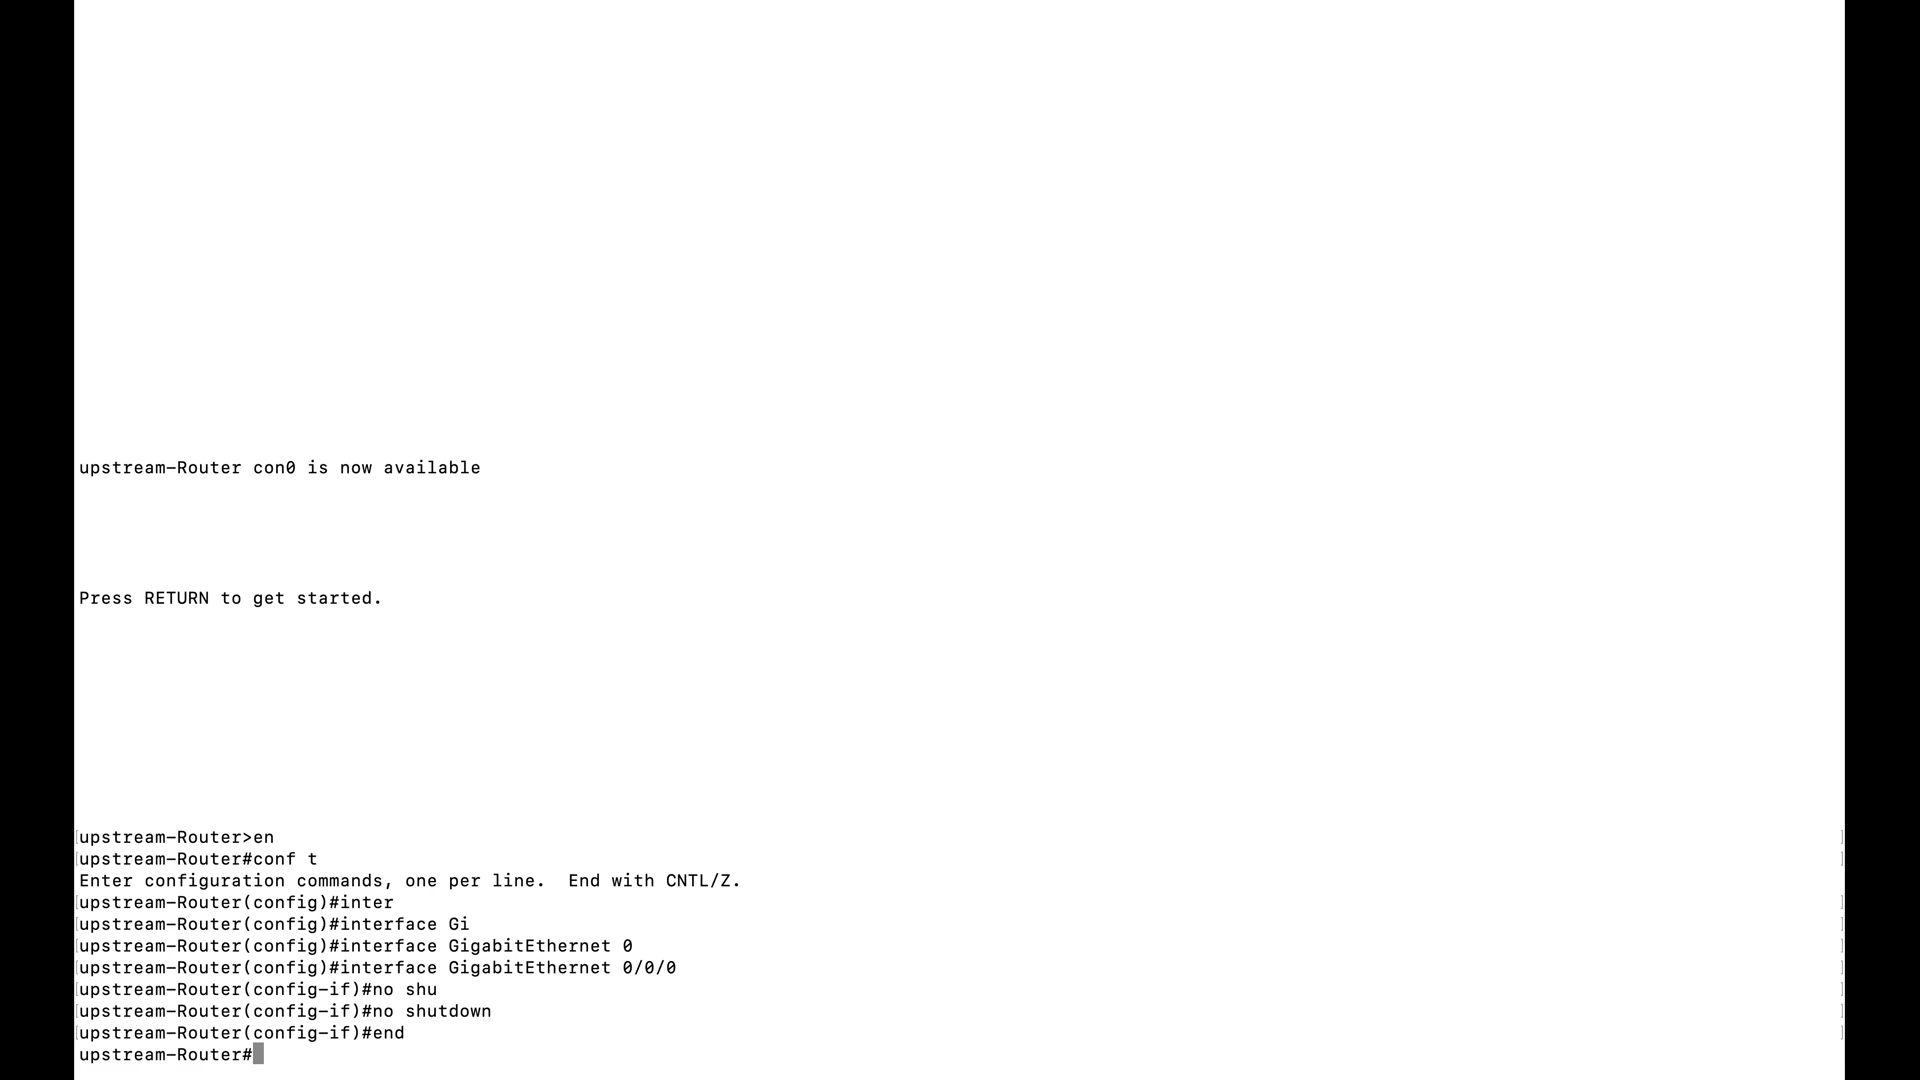 upstream-Router con0 is now available
Press RETURN to get started.
upstream-Router>en
upstream-Router#conf t
Enter configuration commands, one per line.  End with CNTL/Z.
upstream-Router(config)#inter
upstream-Router(config)#interface Gi
upstream-Router(config)#interface GigabitEthernet 0
upstream-Router(config)#interface GigabitEthernet 0/0/0
upstream-Router(config-if)#no shu
upstream-Router(config-if)#no shutdown
upstream-Router(config-if)#end
upstream-Router#